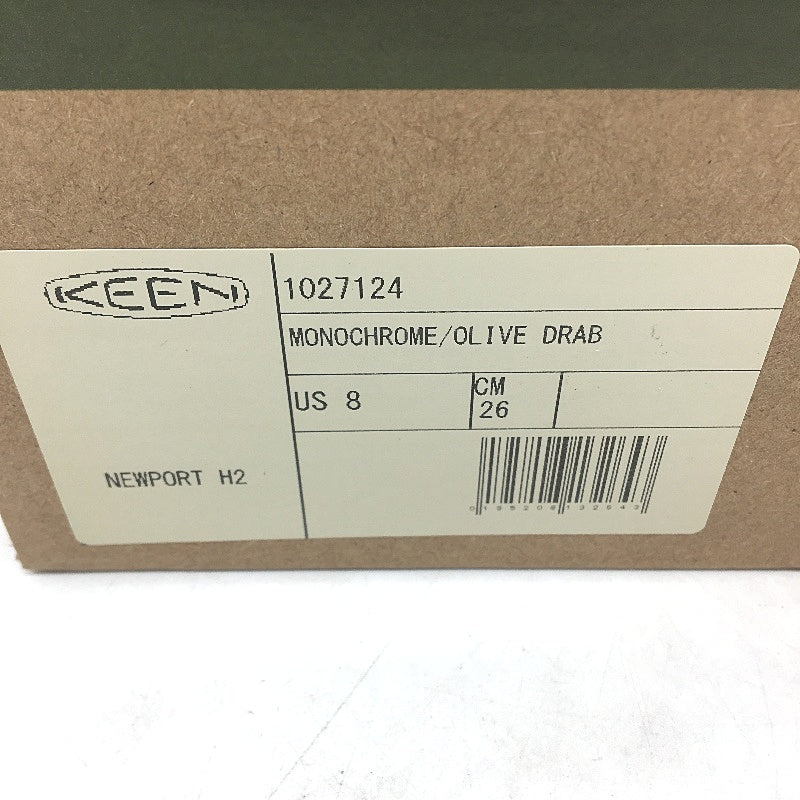 KEEN
1027124
MONOCHROME/OLIVE DRAB
US 8
CM
26
NEWPORT H2